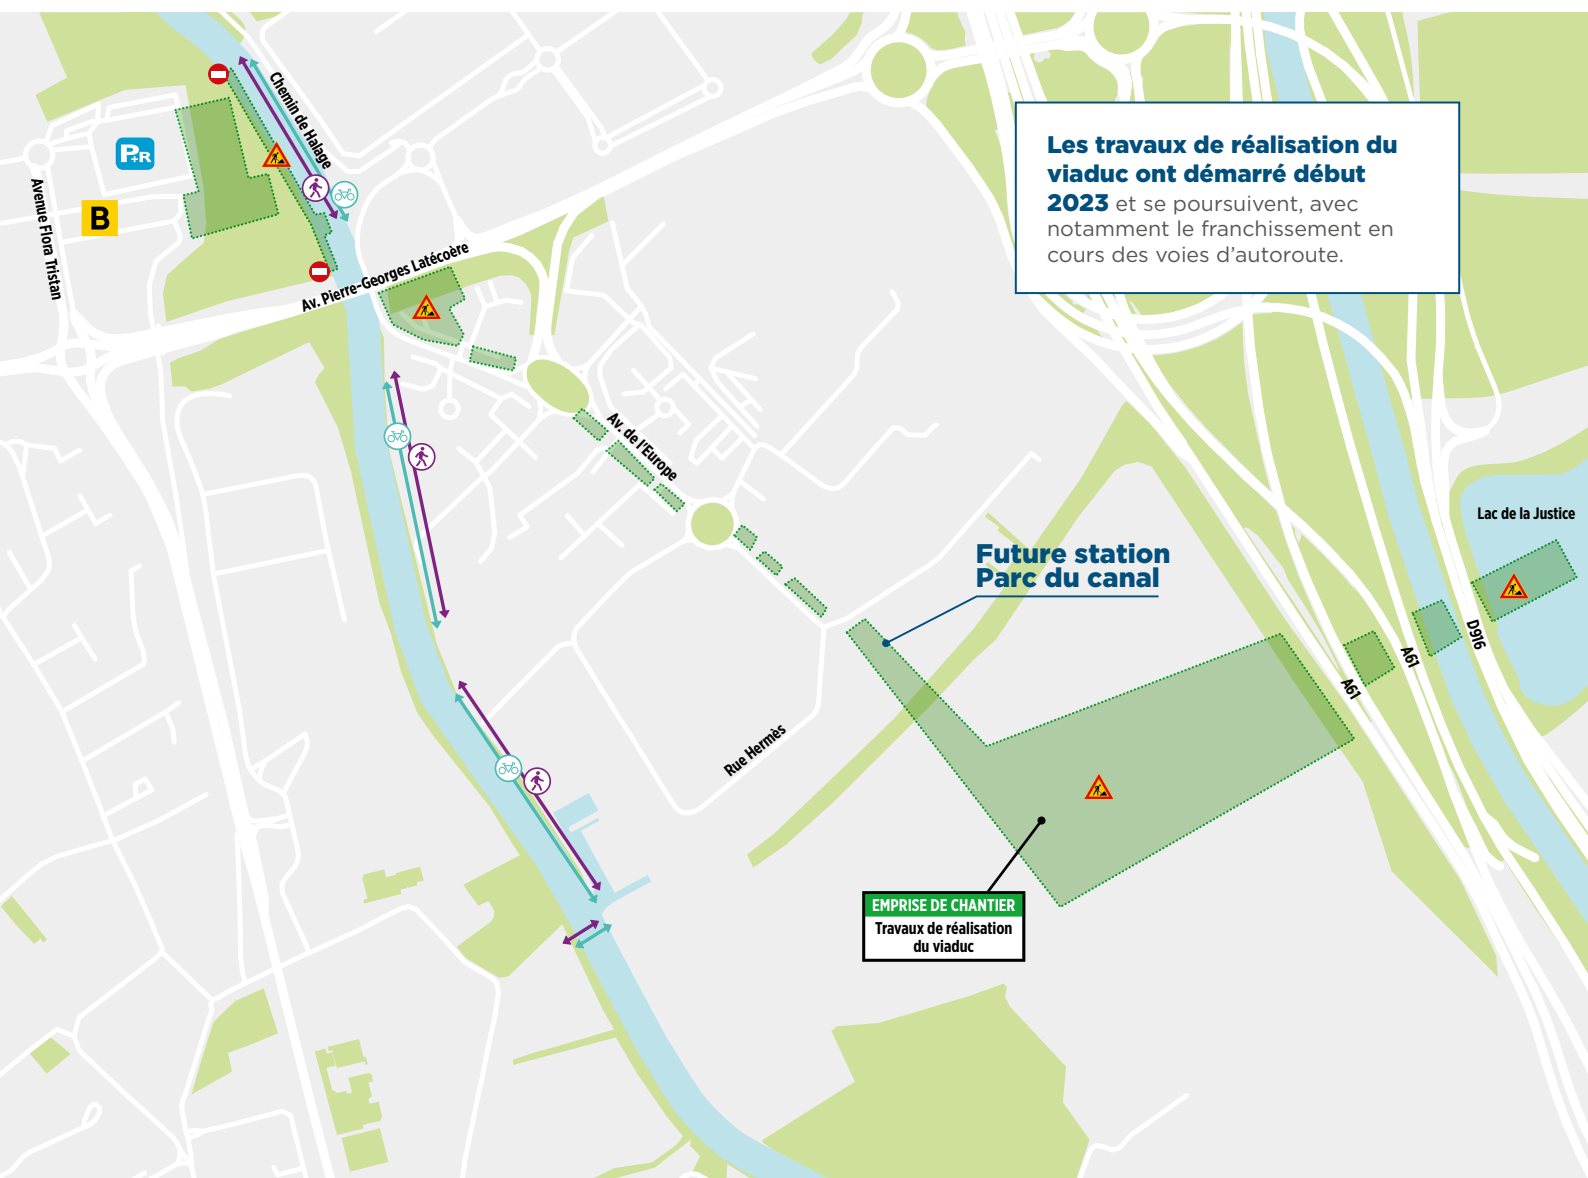 Chemin de Halage
P+R
B
Avenue Flora Tristan
Av. Pierre-Georges Latécoère
Av. de l'Europe
Les travaux de réalisation du
viaduc ont démarré début
2023 et se poursuivent, avec
notamment le franchissement en
cours des voies d'autoroute.
Lac de la Justice
Future station
Parc du canal
D916
A61
A61
Rue Hermès
EMPRISE DE CHANTIER
Travaux de réalisation
du viaduc